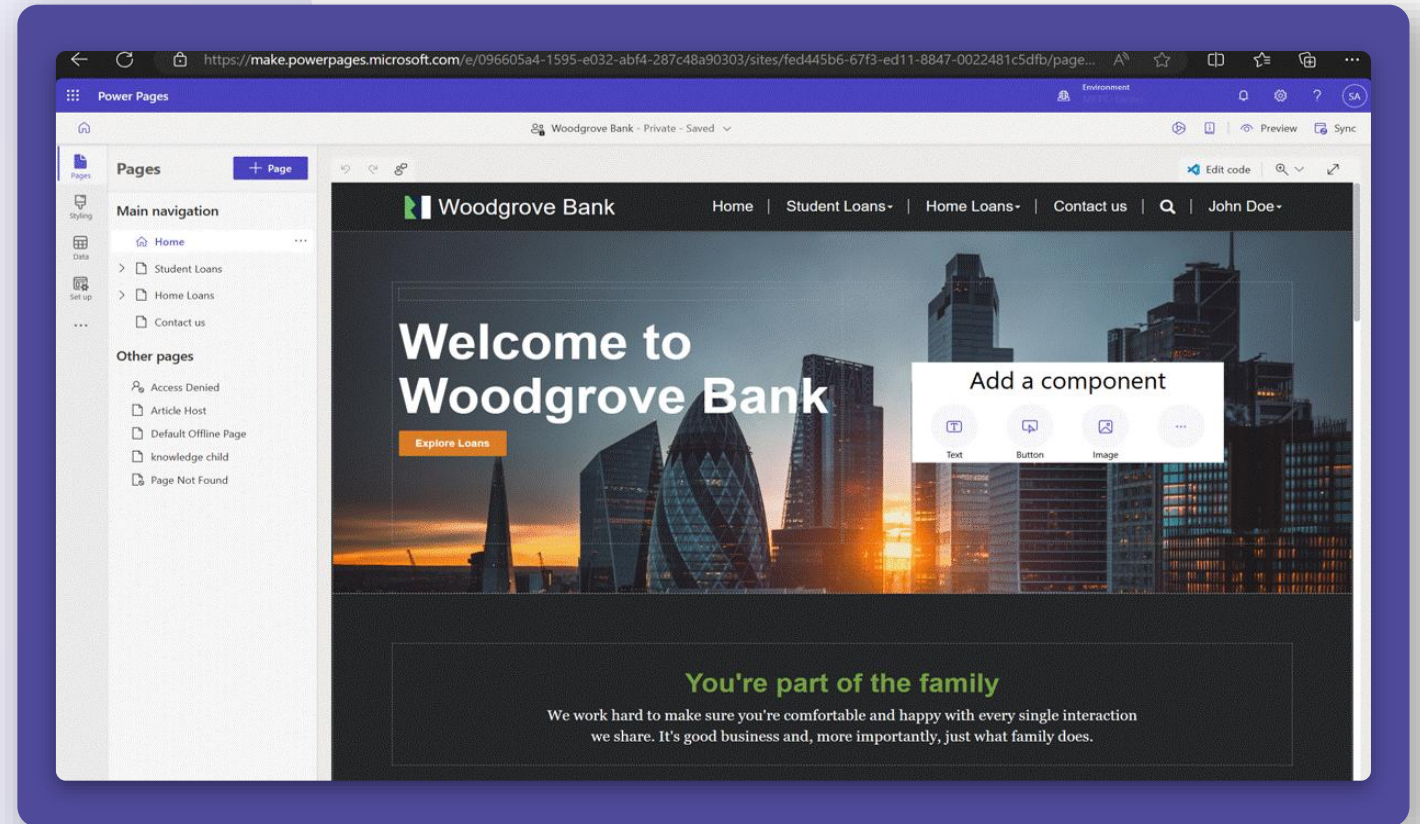 https://make.powerpages.microsoft.com/e/096605a4-1595-e032-abf4-287c48a90303/sites/fed445b6-67f3-ed11-8847-0022481c5dfb/page...
Power Pages
Environment
?
SA
Woodgrove Bank - Private - Saved
Preview
Sync
Pages
Styling
Data
Set up
Pages
+ Page
Main navigation
Home
Student Loans
Home Loans
Contact us
Other pages
Access Denied
Article Host
Default Offline Page
knowledge child
Page Not Found
Edit code
Woodgrove Bank
Home | Student Loans | Home Loans | Contact us | | John Doe
Welcome to
Woodgrove Bank
Explore Loans
Add a component
Text
Button
Image
You're part of the family
We work hard to make sure you're comfortable and happy with every single interaction
we share. It's good business and, more importantly, just what family does.